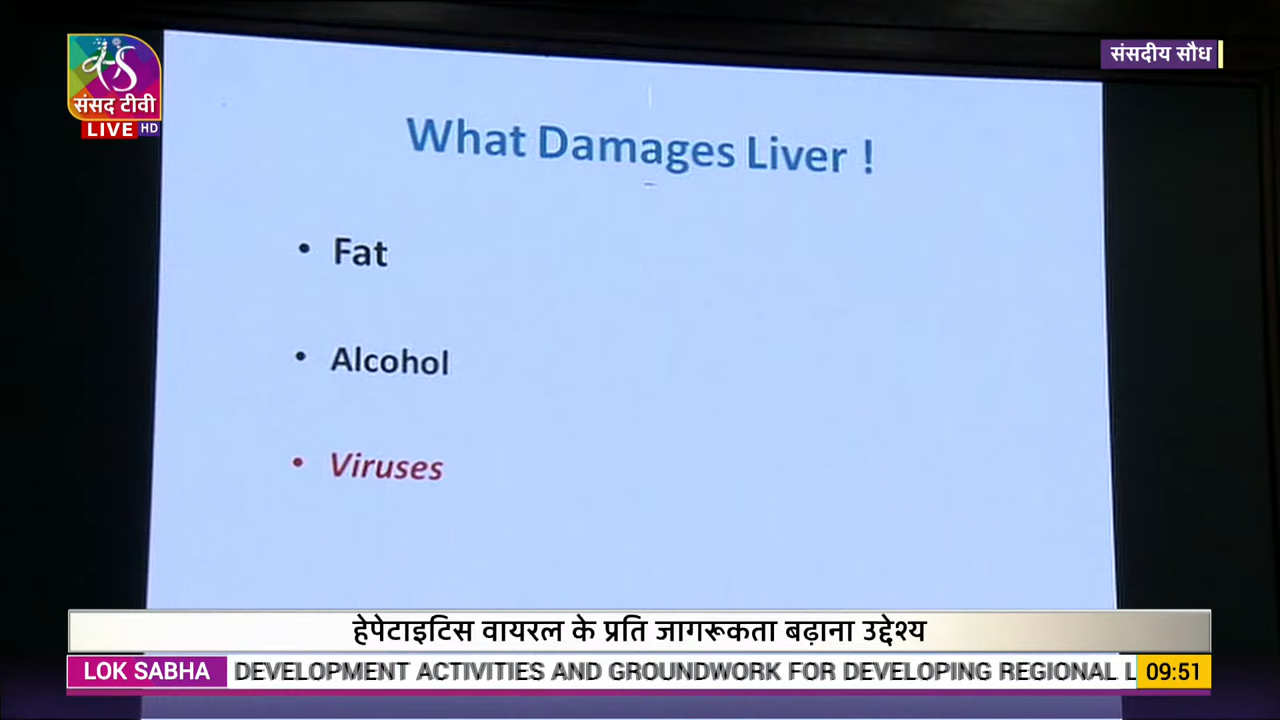 संसद टीवी
LIVE HD
संसदीय सौध
What Damages Liver !
• Fat
• Alcohol
• Viruses
हेपेटाइटिस वायरल के प्रति जागरूकता बढ़ाना उद्देश्य
LOK SABHA DEVELOPMENT ACTIVITIES AND GROUNDWORK FOR DEVELOPING REGIONAL L 09:51